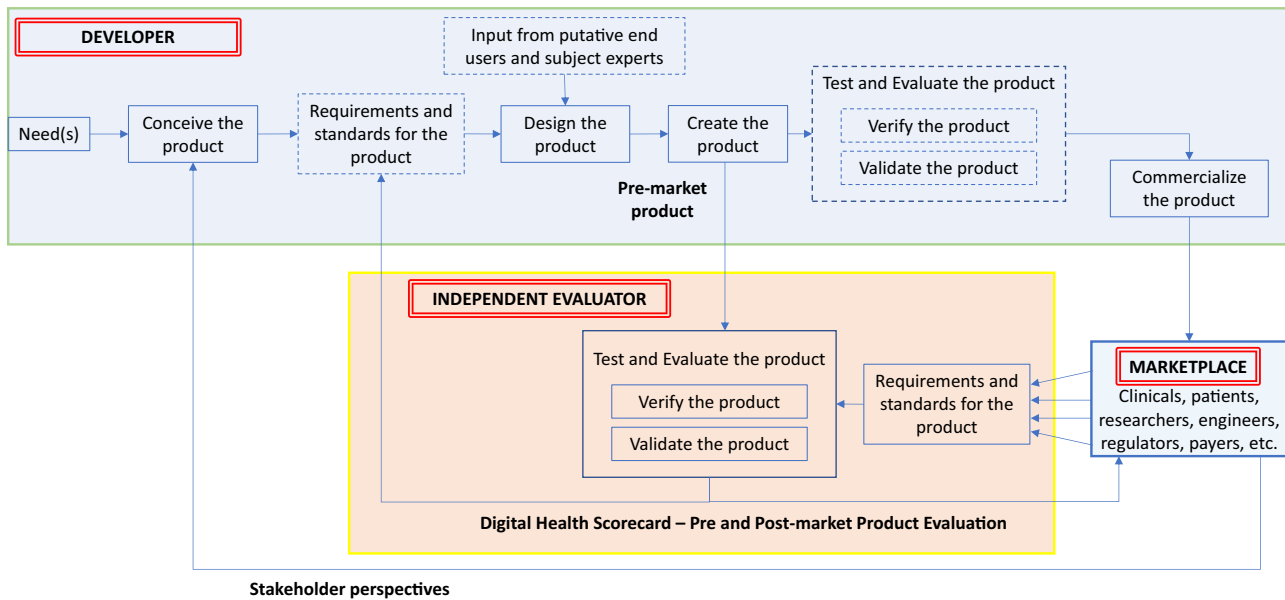 DEVELOPER
Input from putative end
users and subject experts
Need(s)
Conceive the
product
Requirements and
standards for the
product
Design the
product
Create the
product
Test and Evaluate the product
Verify the product
Validate the product
Commercialize
the product
Pre-market
product
INDEPENDENT EVALUATOR
Test and Evaluate the product
Verify the product
Validate the product
Requirements and
standards for the
product
MARKETPLACE
Clinicals, patients,
researchers, engineers,
regulators, payers, etc.
Digital Health Scorecard – Pre and Post-market Product Evaluation
Stakeholder perspectives